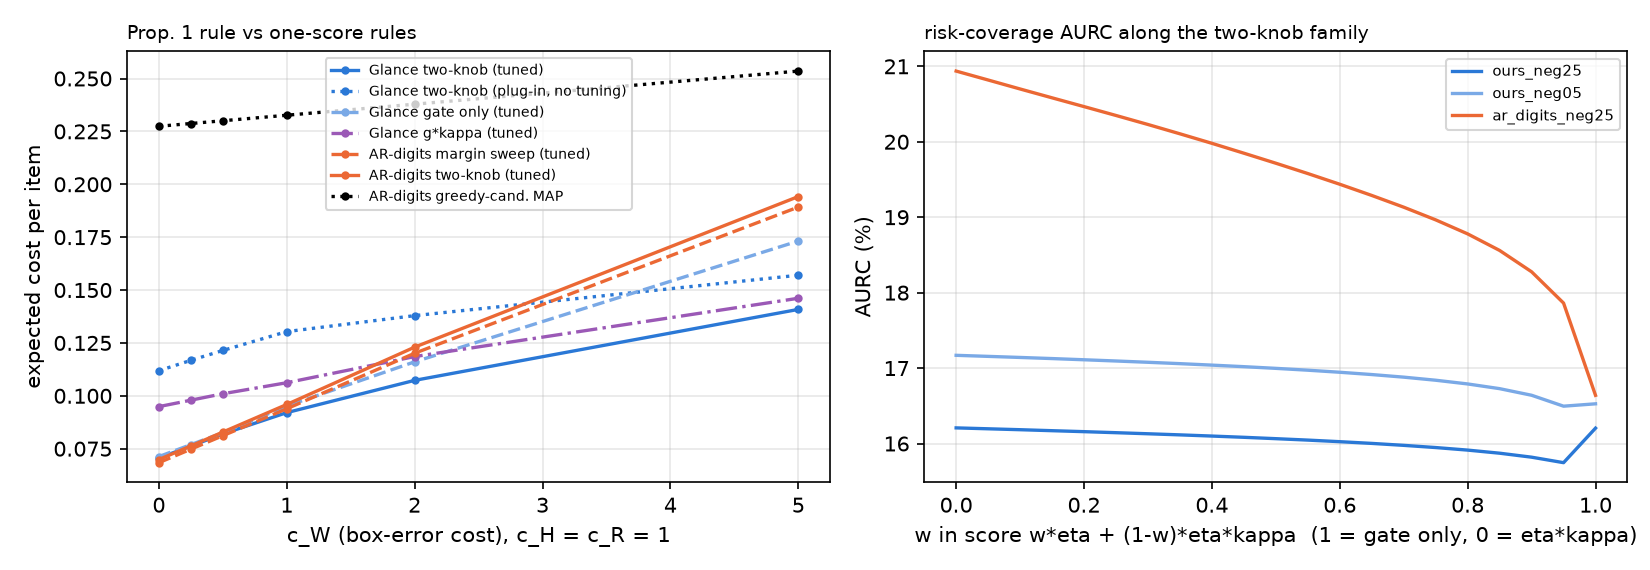 Prop. 1 rule vs one-score rules
0.250
0.225
0.200
0.175
0.150
0.125
0.100
0.075
expected cost per item
Glance two-knob (tuned)
Glance two-knob (plug-in, no tuning)
Glance gate only (tuned)
Glance g*kappa (tuned)
AR-digits margin sweep (tuned)
AR-digits two-knob (tuned)
AR-digits greedy-cand. MAP
0 1 2 3 4 5
c_W (box-error cost), c_H = c_R = 1
risk-coverage AURC along the two-knob family
21
20
19
18
17
16
AURC (%)
ours_neg25
ours_neg05
ar_digits_neg25
0.0 0.2 0.4 0.6 0.8 1.0
w in score w*eta + (1-w)*eta*kappa (1 = gate only, 0 = eta*kappa)